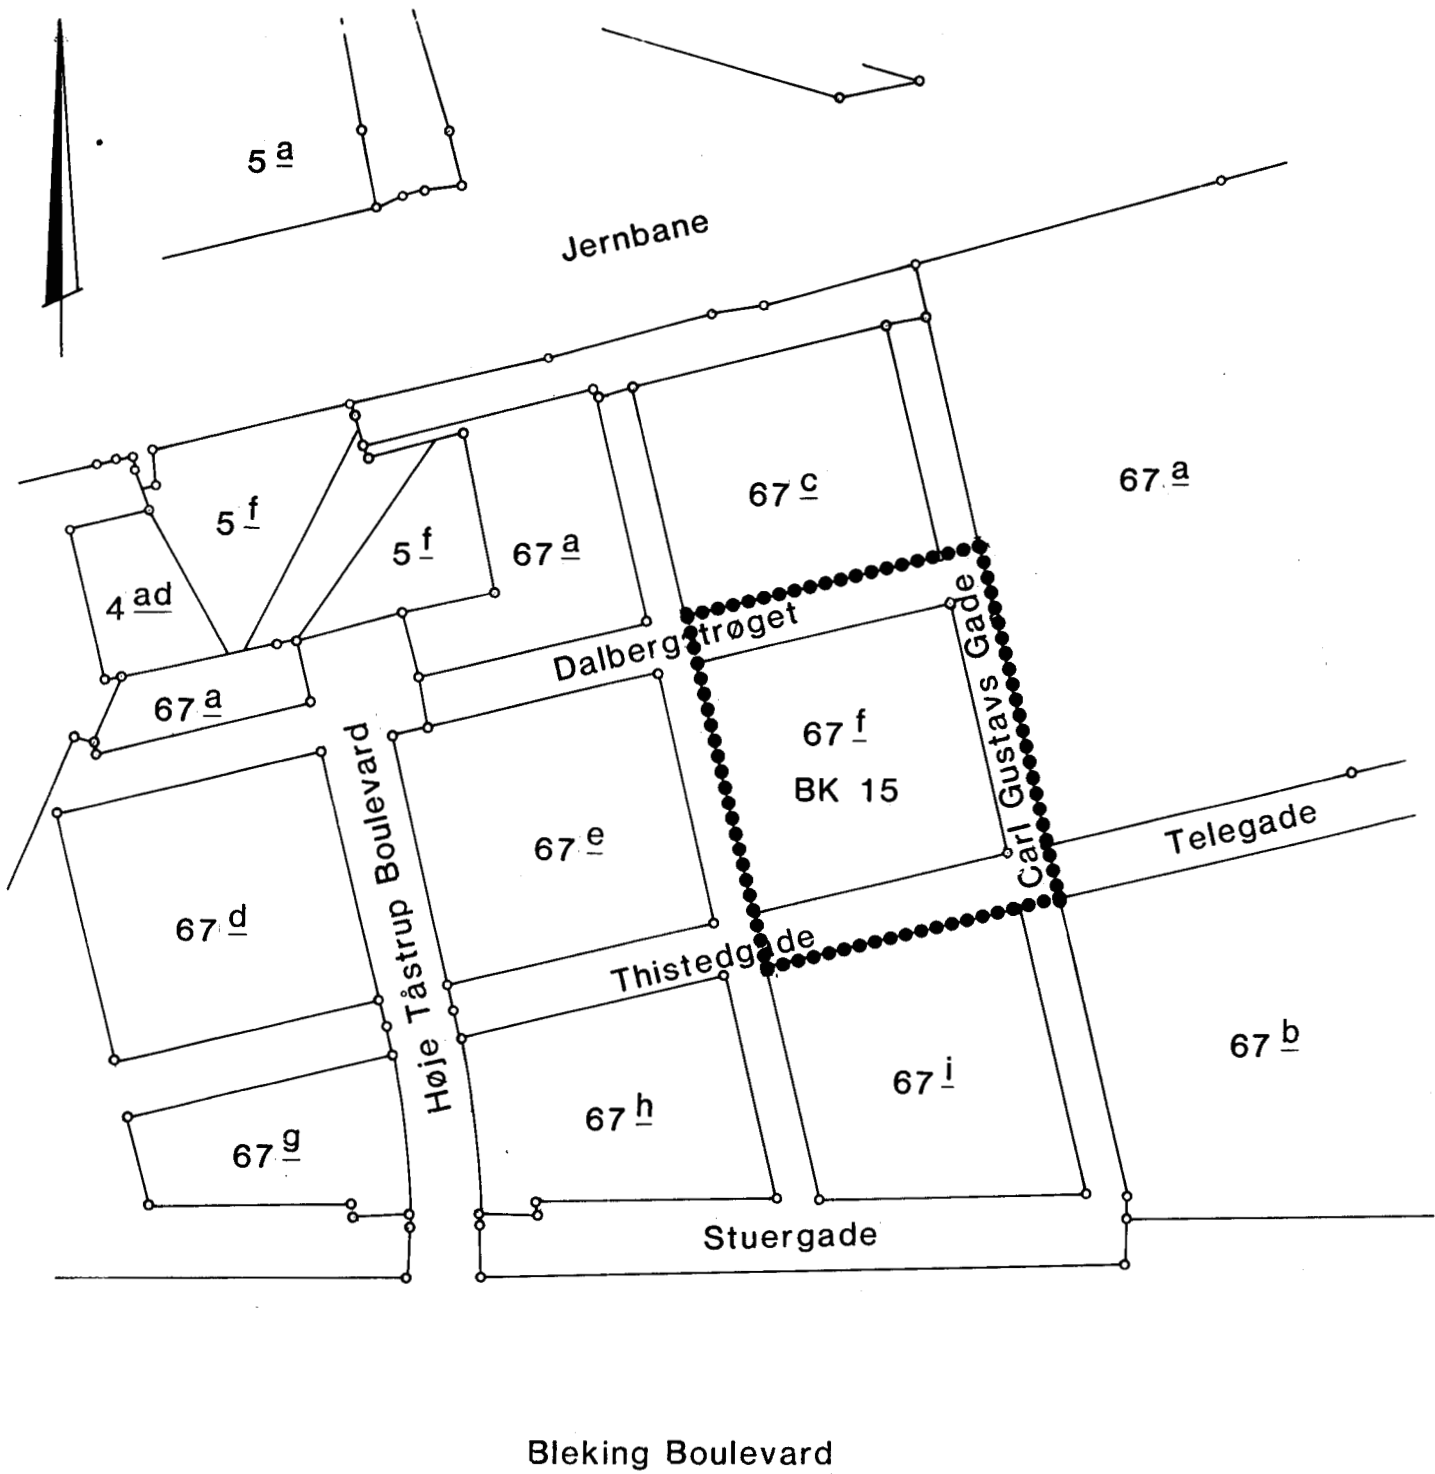 5 a
Jernbane
67 c
67 a
5 f
5 f
67 a
4 ad
Dalbergstrøget
67 a
67 f
BK 15
Carl Gustavs Gade
Høje Tåstrup Boulevard
67 e
Telegade
67 d
Thistedgade
67 b
67 i
67 h
67 g
Stuergade
Bleking Boulevard